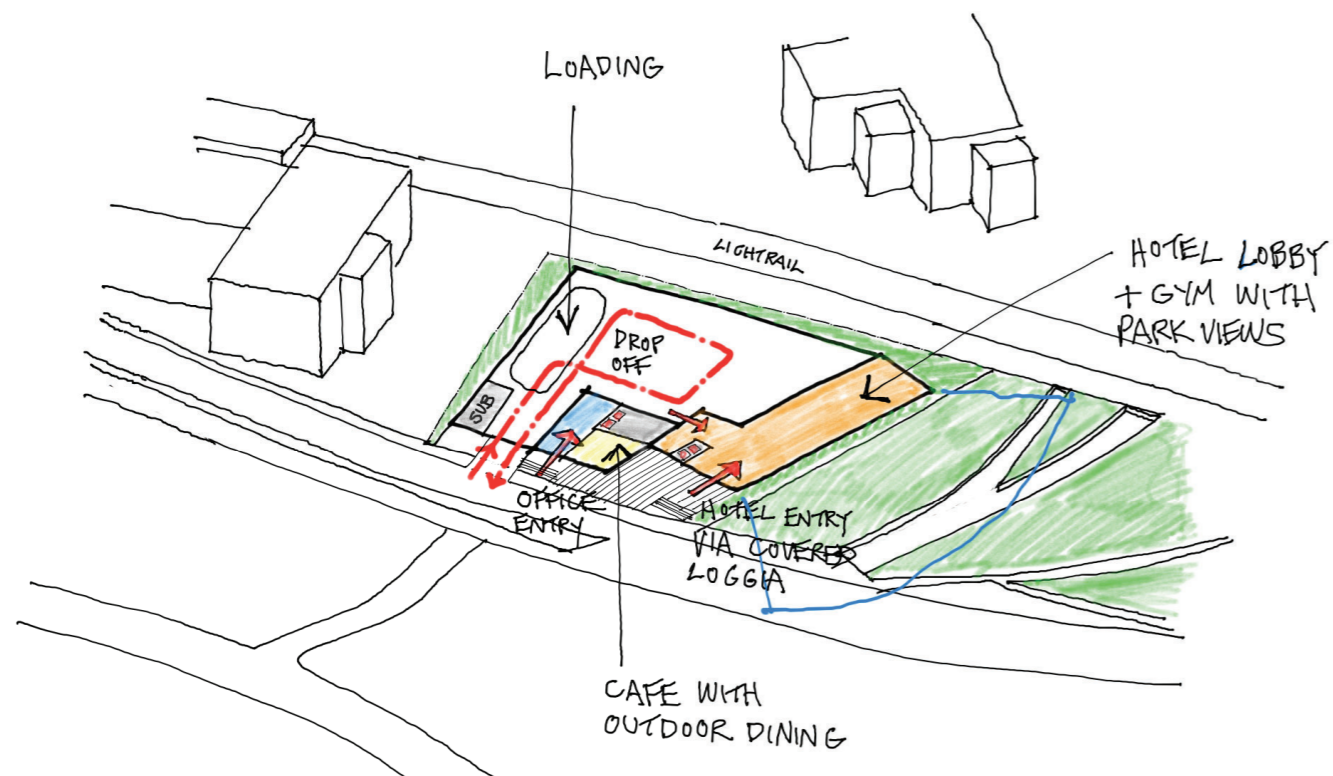 LOADING
LIGHTRAIL
HOTEL LOBBY
+ GYM WITH
PARK VIEWS
DROP
OFF
SUB
OFFICE
ENTRY
HOTEL ENTRY
VIA COVERED
LOGGIA
CAFE WITH
OUTDOOR DINING